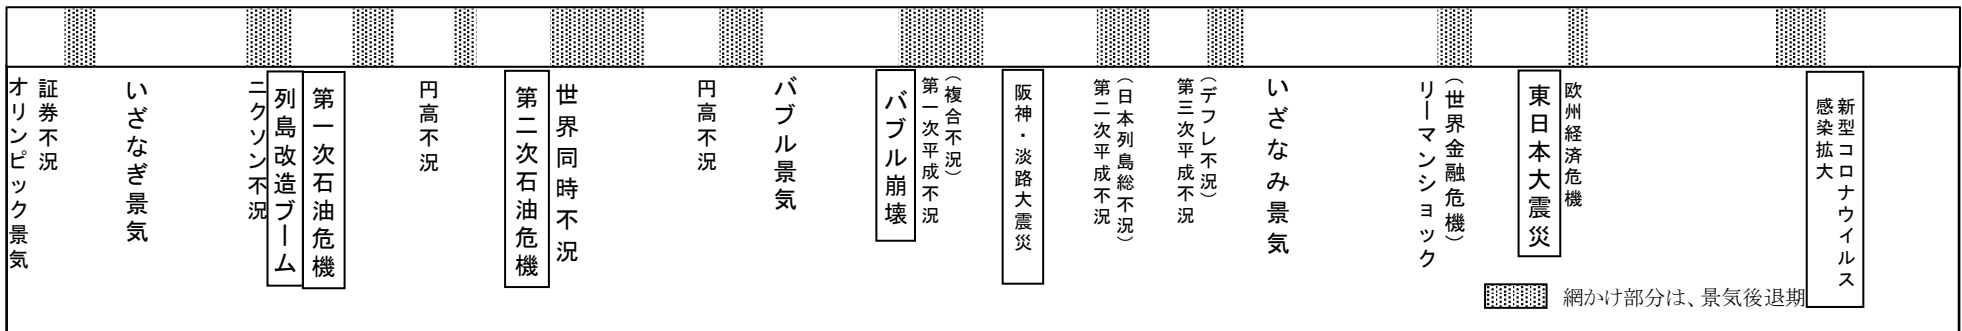 オリンピック景気
証券不況
いざなぎ景気
ニクソン不況
列島改造ブーム
第一次石油危機
円高不況
第二次石油危機
世界同時不況
円高不況
バブル景気
バブル崩壊
第一次平成不況
（複合不況）
阪神・淡路大震災
第二次平成不況
（日本列島総不況）
第三次平成不況
（デフレ不況）
いざなみ景気
リーマンショック
（世界金融危機）
東日本大震災
欧州経済危機
新型コロナウイルス
感染拡大
網かけ部分は、景気後退期